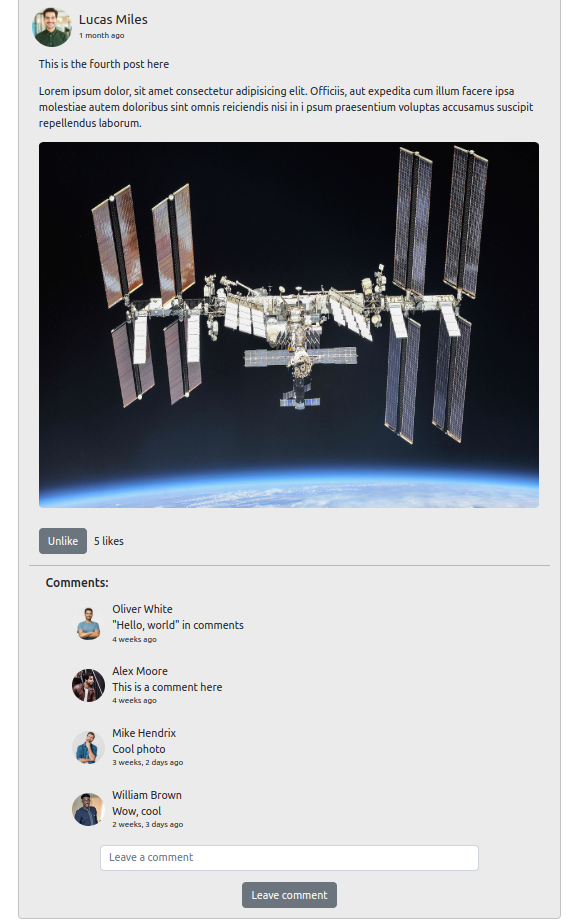 Lucas Miles
1 month ago
This is the fourth post here
Lorem ipsum dolor, sit amet consectetur adipisicing elit. Officiis, aut expedita cum illum facere ipsa
molestiae autem doloribus sint omnis reiciendis nisi in i psum praesentium voluptas accusamus suscipit
repellendus laborum.
Unlike 5 likes
Comments:
Oliver White
"Hello, world" in comments
4 weeks ago
Alex Moore
This is a comment here
4 weeks ago
Mike Hendrix
Cool photo
3 weeks, 2 days ago
William Brown
Wow, cool
2 weeks, 3 days ago
Leave a comment
Leave comment